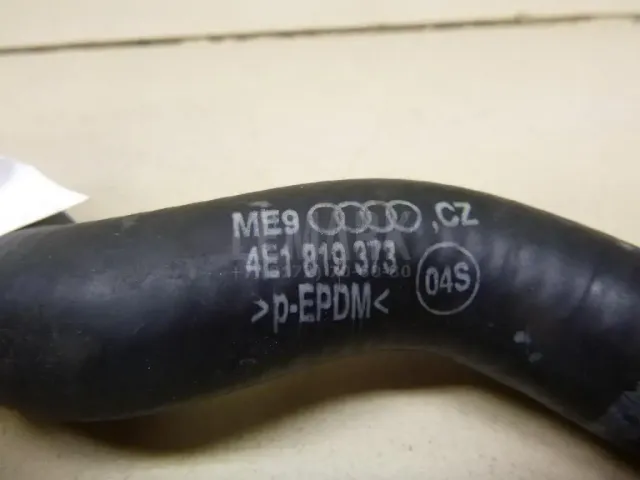 ME9 ,CZ
4E1 819 373
>p-EPDM<
04S